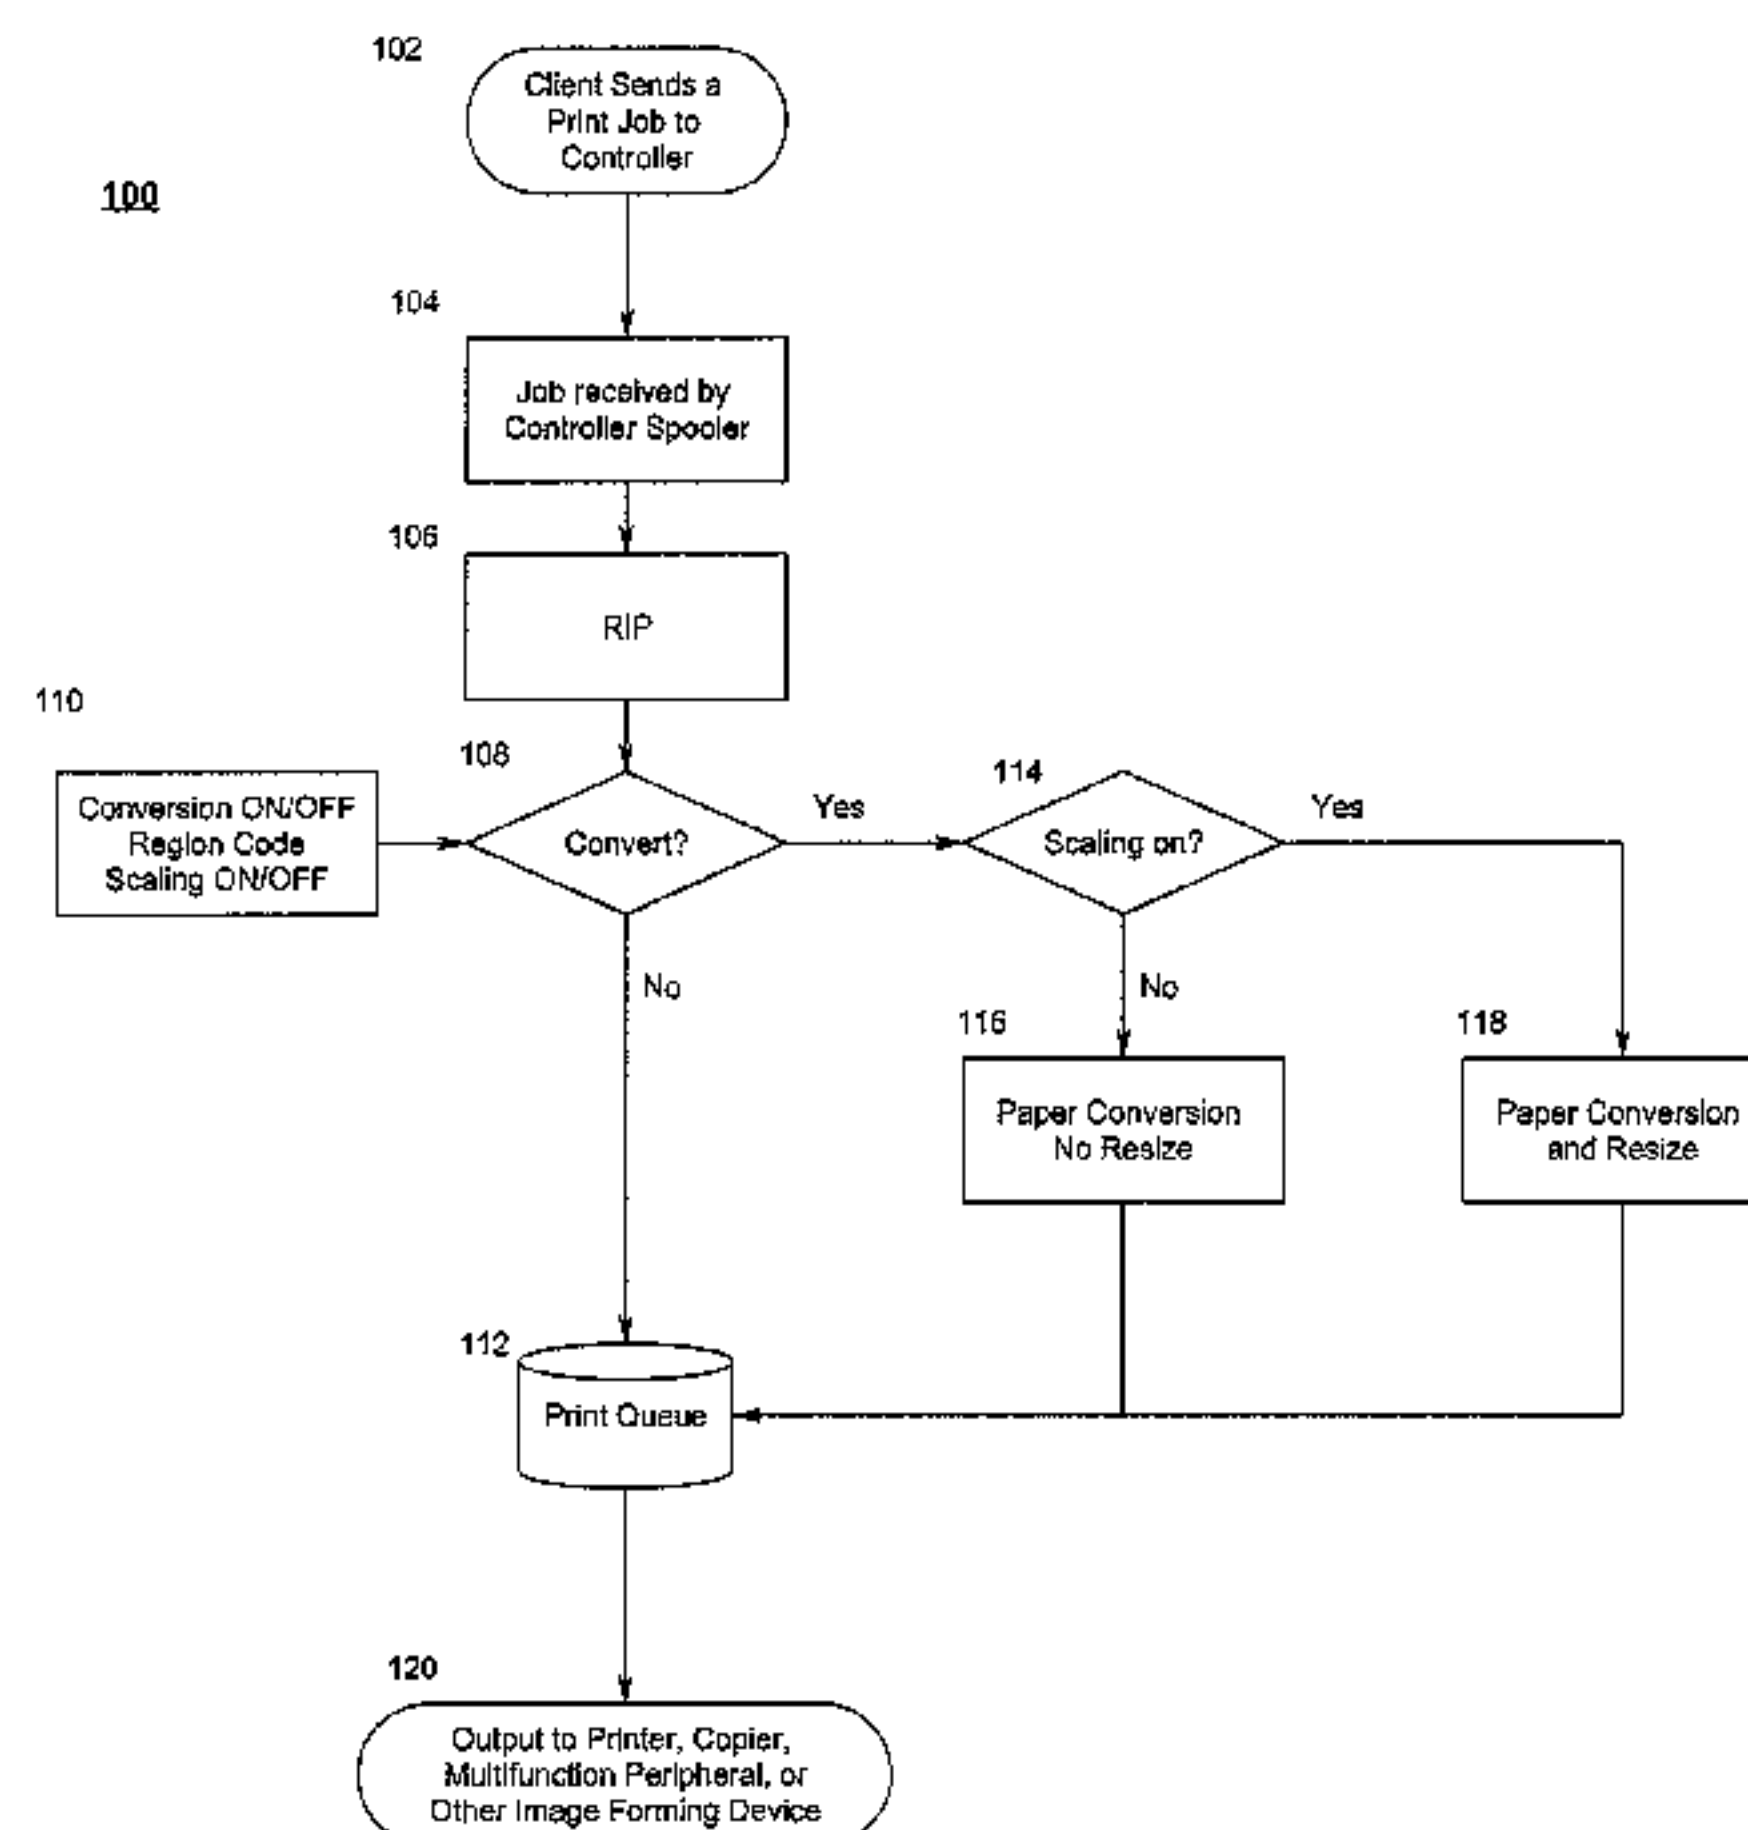 102
Client Sends a
Print Job to
Controller
100
104
Job received by
Controller Spooler
106
RIP
110
108
114
Conversion ON/OFF
Region Code
Scaling ON/OFF
Convert?
Yes
Scaling on?
Yes
No
No
116
118
Paper Conversion
No Resize
Paper Conversion
and Resize
112
Print Queue
120
Output to Printer, Copier,
Multifunction Peripheral, or
Other Image Forming Device